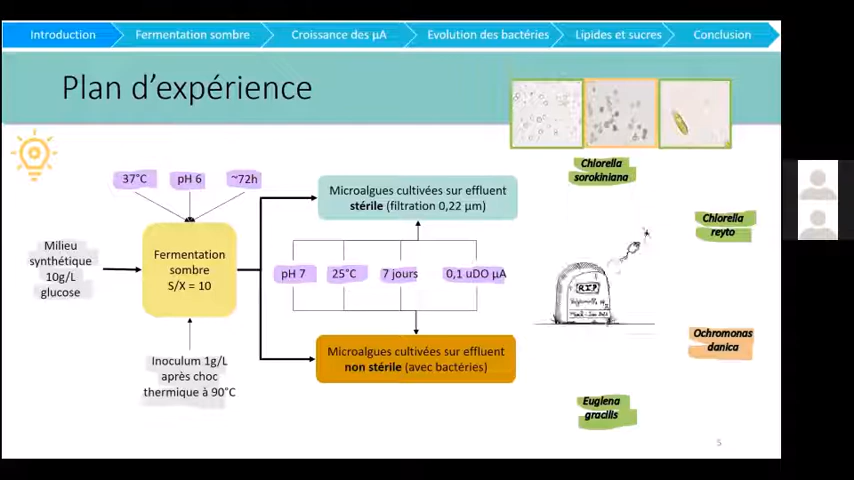 Introduction
Fermentation sombre
Croissance des µA
Evolution des bactéries
Lipides et sucres
Conclusion
Plan d’expérience
37°C
pH 6
~72h
Milieu
synthétique
10g/L
glucose
Fermentation
sombre
S/X = 10
Inoculum 1g/L
après choc
thermique à 90°C
Microalgues cultivées sur effluent
stérile (filtration 0,22 µm)
pH 7
25°C
7 jours
0,1 uDO µA
Microalgues cultivées sur effluent
non stérile (avec bactéries)
Chlorella
sorokiniana
Chlorella
reyto
R.I.P
Ochromonas
danica
Euglena
gracilis
5